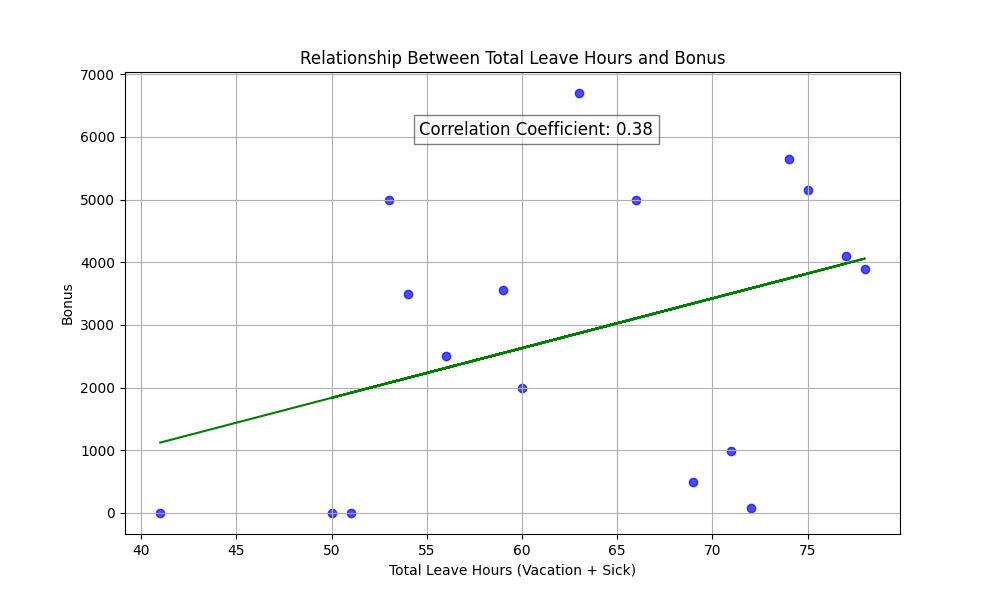 Relationship Between Total Leave Hours and Bonus
7000
6000
5000
4000
3000
2000
1000
0
Bonus
Correlation Coefficient: 0.38
40 45 50 55 60 65 70 75
Total Leave Hours (Vacation + Sick)